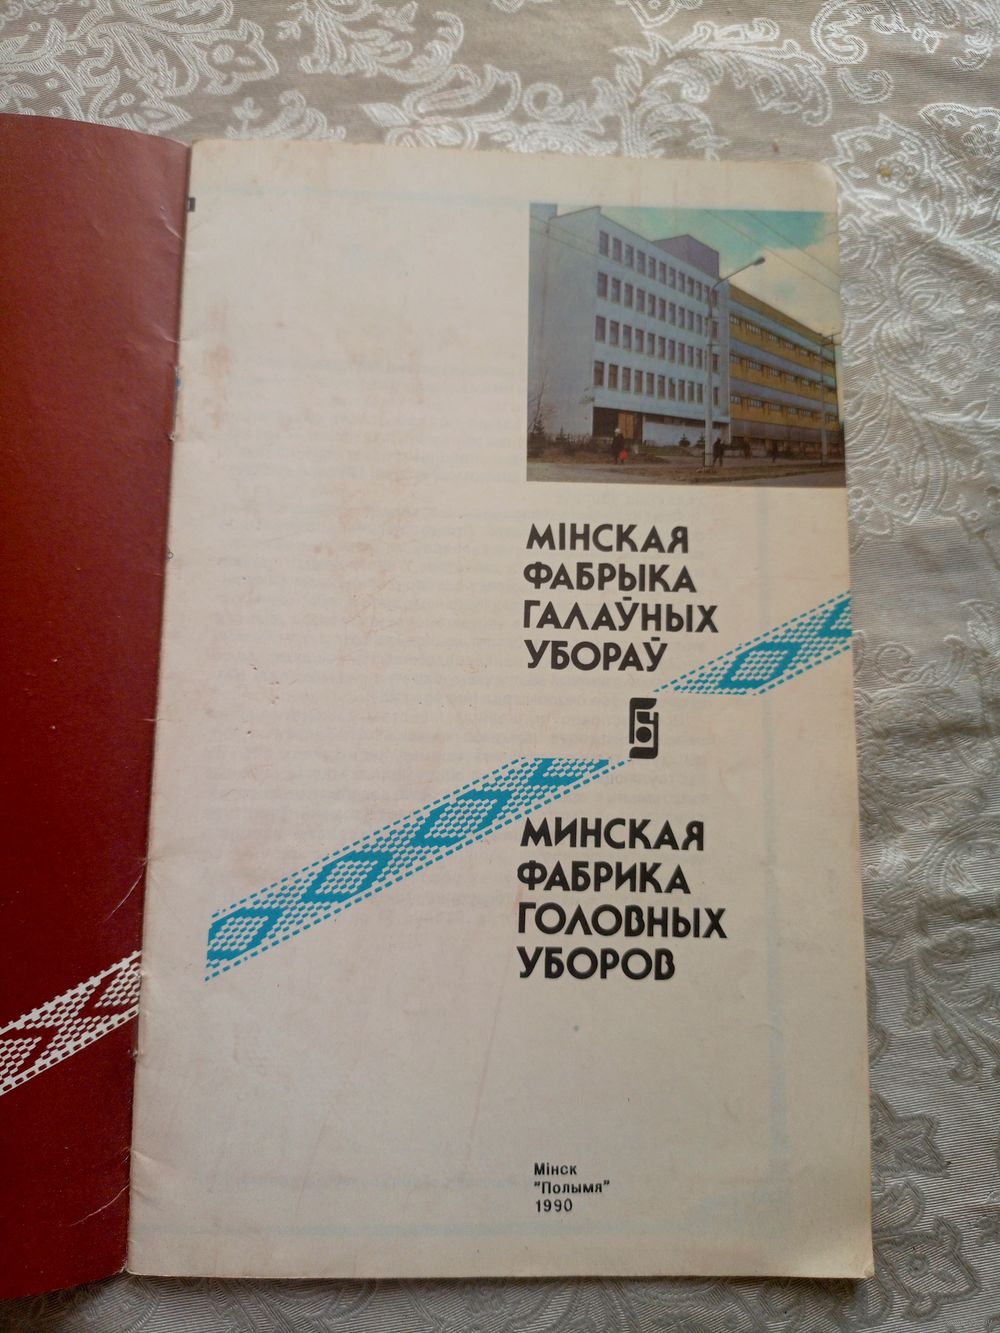 МІНСКАЯ
ФАБРЫКА
ГАЛАЎНЫХ
УБОРАЎ
МИНСКАЯ
ФАБРИКА
ГОЛОВНЫХ
УБОРОВ
Мінск
"Полымя"
1990